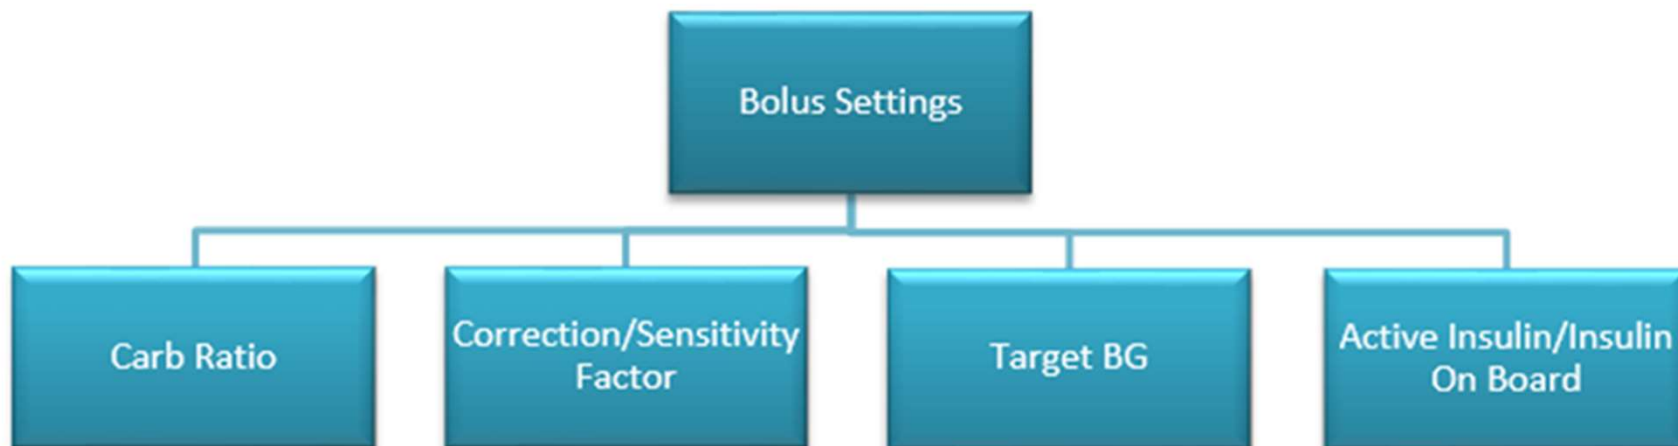 Bolus Settings
Carb Ratio
Correction/Sensitivity
Factor
Target BG
Active Insulin/Insulin
On Board